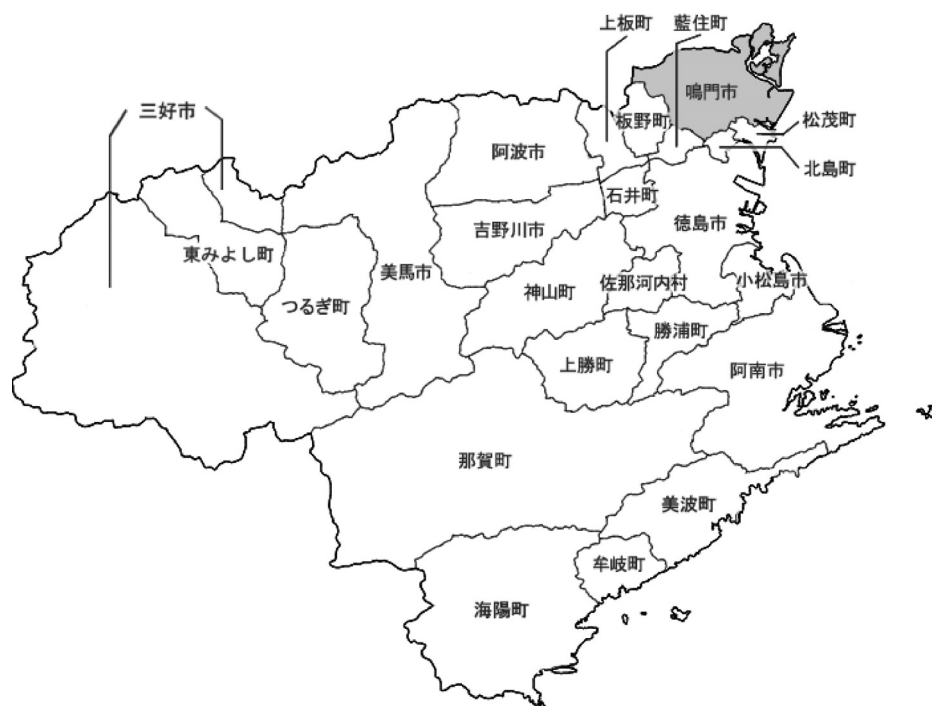 上板町
藍住町
鳴門市
三好市
板野町
松茂町
阿波市
北島町
石井町
吉野川市
徳島市
東みよし町
美馬市
つるぎ町
神山町
佐那河内村
小松島市
勝浦町
上勝町
阿南市
那賀町
美波町
牟岐町
海陽町